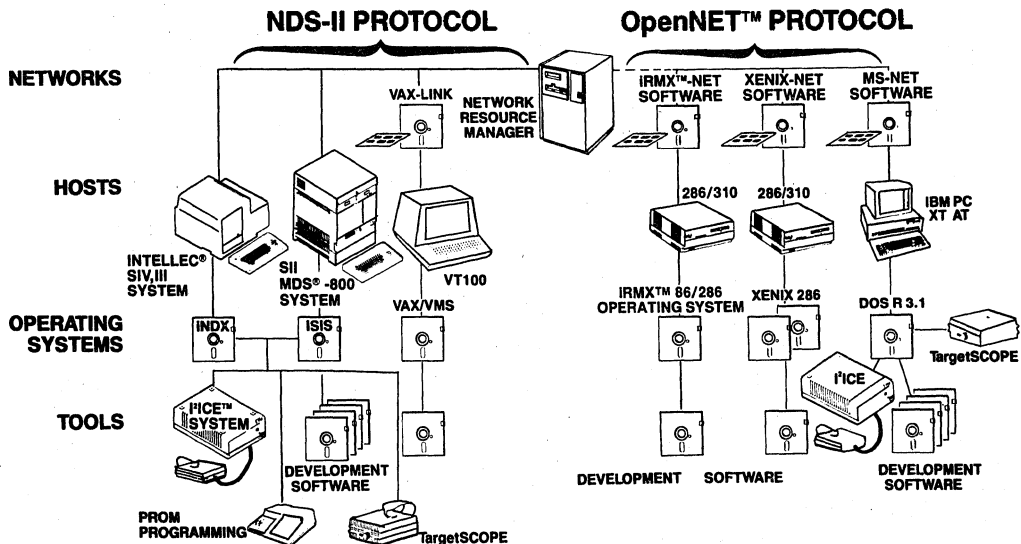 NDS-II PROTOCOL
OpenNET™ PROTOCOL
NETWORKS
VAX-LINK
NETWORK
RESOURCE
MANAGER
iRMX™-NET
SOFTWARE
XENIX-NET
SOFTWARE
MS-NET
SOFTWARE
HOSTS
INTELLEC®
SIV,III
SYSTEM
SII
MDS® -800
SYSTEM
VT100
286/310
286/310
IBM PC
XT AT
OPERATING
SYSTEMS
iNDX
ISIS
VAX/VMS
iRMX™ 86/286
OPERATING SYSTEM
XENIX 286
DOS R 3.1
TargetSCOPE
TOOLS
I²ICE™
SYSTEM
DEVELOPMENT
SOFTWARE
PROM
PROGRAMMING
TargetSCOPE
DEVELOPMENT SOFTWARE
I²ICE
DEVELOPMENT
SOFTWARE